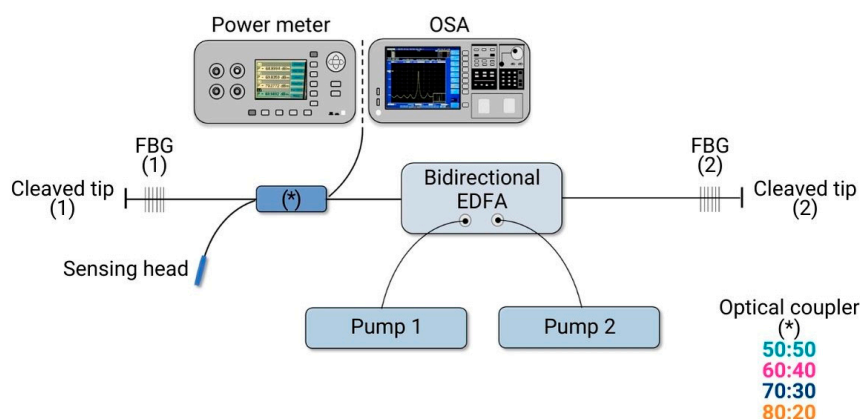 Power meter
OSA
FBG
(1)
FBG
(2)
Cleaved tip
(1)
(*)
Bidirectional
EDFA
Cleaved tip
(2)
Sensing head
Pump 1
Pump 2
Optical coupler
(*)
50:50
60:40
70:30
80:20